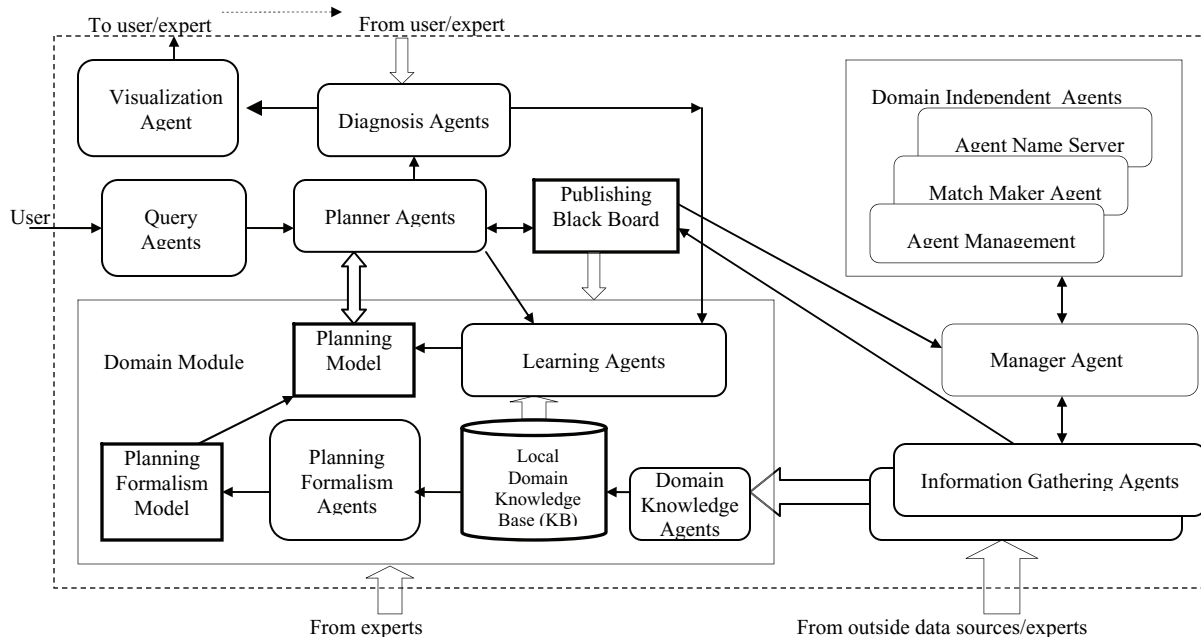 To user/expert
From user/expert
Visualization
Agent
Diagnosis Agents
Domain Independent Agents
Agent Name Server
Match Maker Agent
Agent Management
User
Query
Agents
Planner Agents
Publishing
Black Board
Domain Module
Planning
Model
Learning Agents
Manager Agent
Planning
Formalism
Model
Planning
Formalism
Agents
Local
Domain
Knowledge
Base (KB)
Domain
Knowledge
Agents
Information Gathering Agents
From experts
From outside data sources/experts